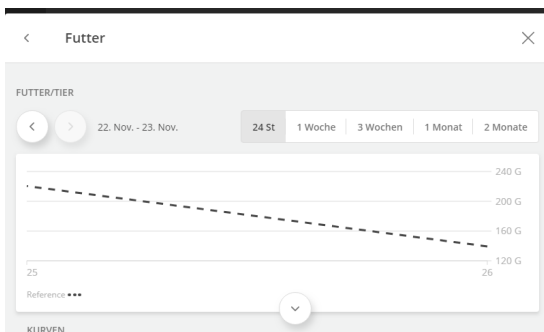 Futter
FUTTER/TIER
22. Nov. - 23. Nov.
24 St
1 Woche
3 Wochen
1 Monat
2 Monate
240 G
200 G
160 G
120 G
25
26
Reference
KURVEN